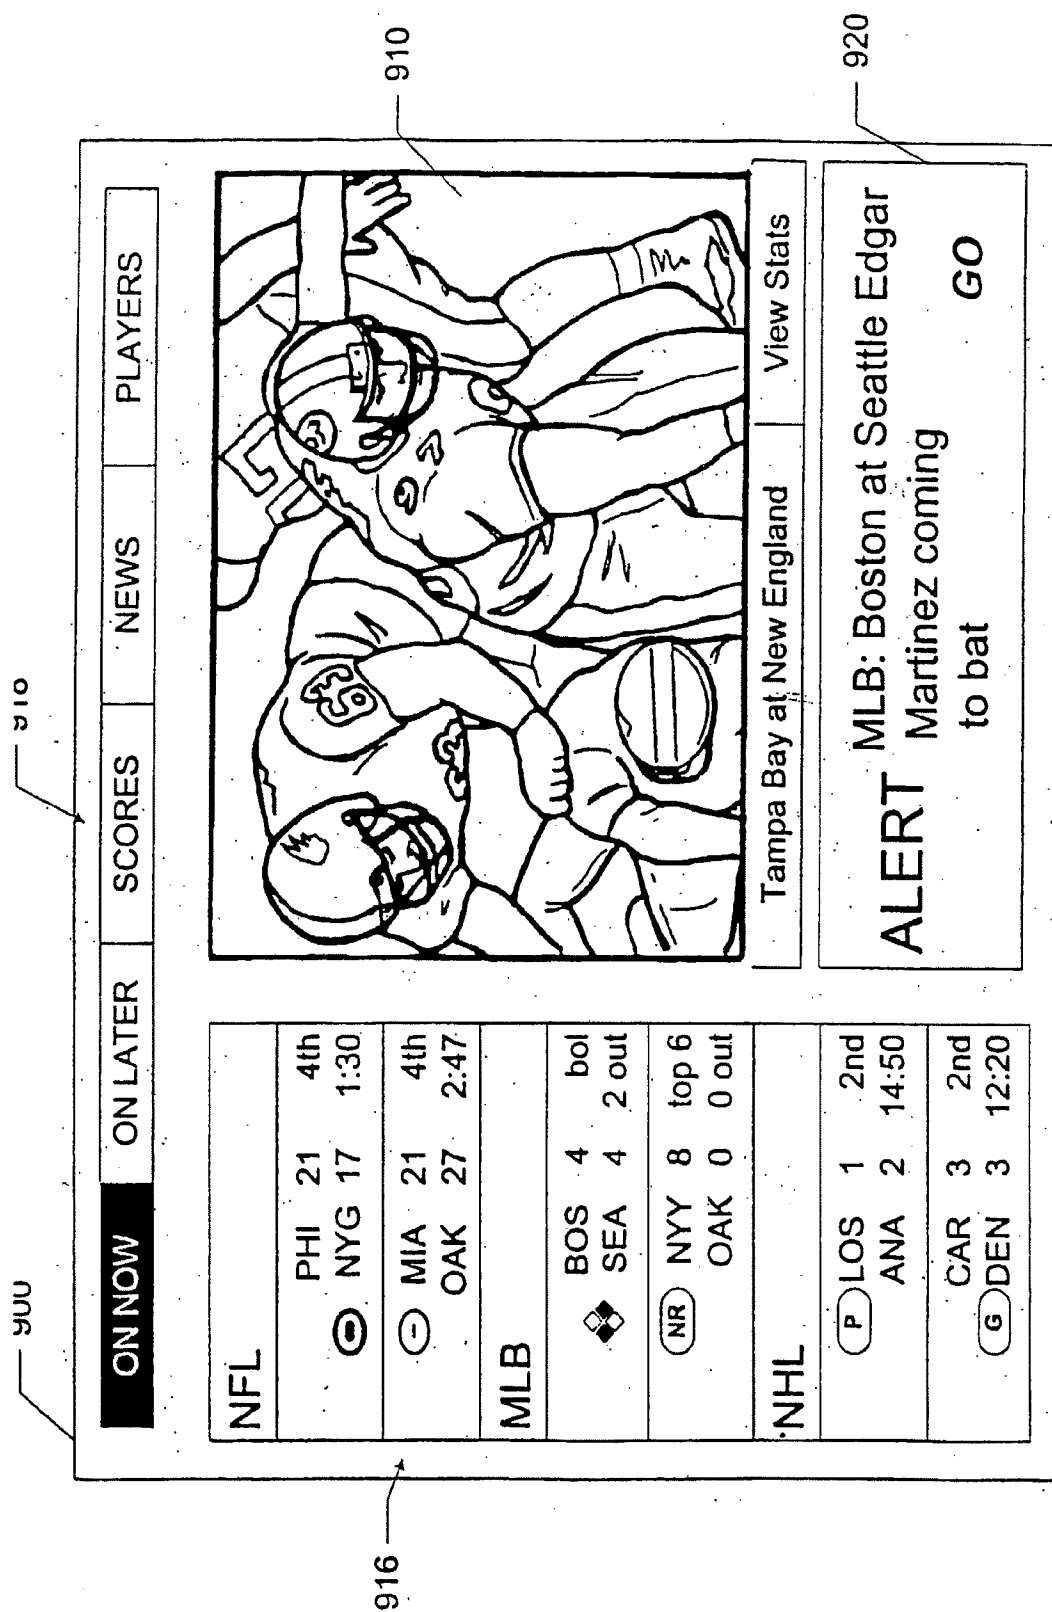 ON NOW
ON LATER
SCORES
NEWS
PLAYERS
916
NFL
PHI 21 4th
NYG 17 1:30
MIA 21 4th
OAK 27 2:47
MLB
BOS 4 bol
SEA 4 2 out
NR NYY 8 top 6
OAK 0 0 out
NHL
P LOS 1 2nd
ANA 2 14:50
CAR 3 2nd
G DEN 3 12:20
910
Tampa Bay at New England
View Stats
920
ALERT MLB: Boston at Seattle Edgar
Martinez coming
to bat GO